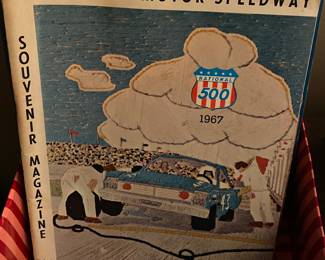 MOTOR SPEEDWAY
SOUVENIR MAGAZINE
NATIONAL
500
1967